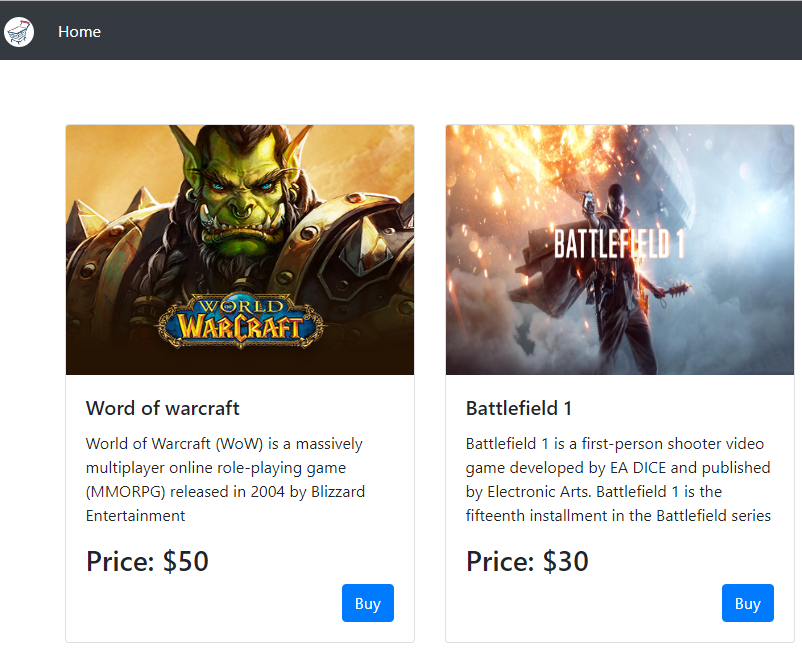 Home
WORLD
OF
WARCRAFT
BATTLEFIELD 1
Word of warcraft
World of Warcraft (WoW) is a massively
multiplayer online role-playing game
(MMORPG) released in 2004 by Blizzard
Entertainment
Price: $50
Buy
Battlefield 1
Battlefield 1 is a first-person shooter video
game developed by EA DICE and published
by Electronic Arts. Battlefield 1 is the
fifteenth installment in the Battlefield series
Price: $30
Buy